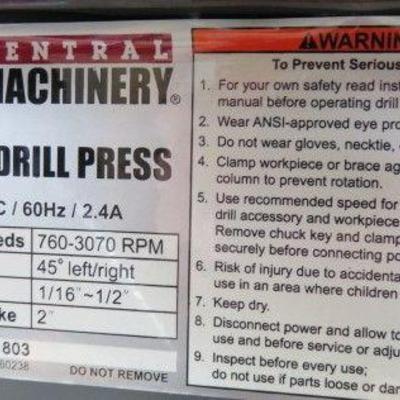 ENTRAL
MACHINERY®
DRILL PRESS
C / 60Hz / 2.4A
eds 760-3070 RPM
45° left/right
1/16"~1/2"
ke 2"
803
60238
DO NOT REMOVE
⚠WARNIN
To Prevent Serious
1. For your own safety read inst
manual before operating drill
2. Wear ANSI-approved eye pro
3. Do not wear gloves, necktie,
4. Clamp workpiece or brace ag
column to prevent rotation.
5. Use recommended speed for
drill accessory and workpiece
Remove chuck key and clamp
securely before connecting po
6. Risk of injury due to accidenta
use in an area where children
7. Keep dry.
8. Disconnect power and allow to
use and before service or adju
9. Inspect before every use;
do not use if parts loose or dam